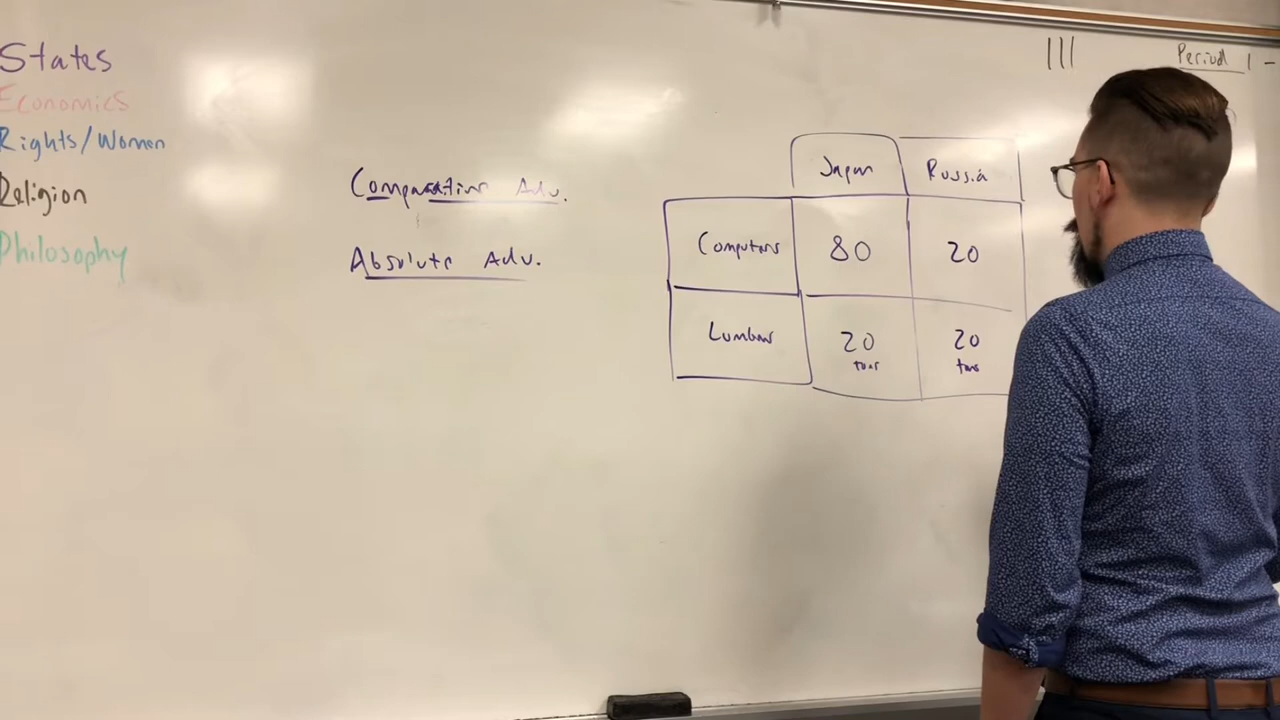 States
Economics
Rights/Women
Religion
Philosophy
Comparative Adv.
Absolute Adv.
III
Period 1 -
Japan Russia
Computers 80 20
Lumber 20 tons 20 tons